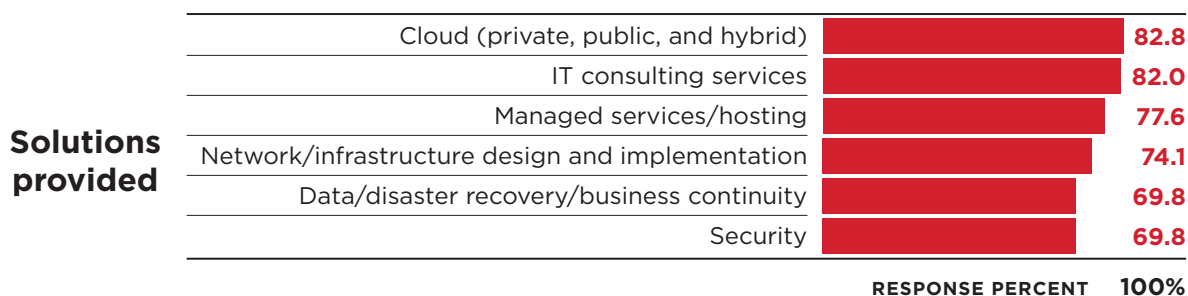 Solutions
provided
Cloud (private, public, and hybrid) 82.8
IT consulting services 82.0
Managed services/hosting 77.6
Network/infrastructure design and implementation 74.1
Data/disaster recovery/business continuity 69.8
Security 69.8
RESPONSE PERCENT 100%